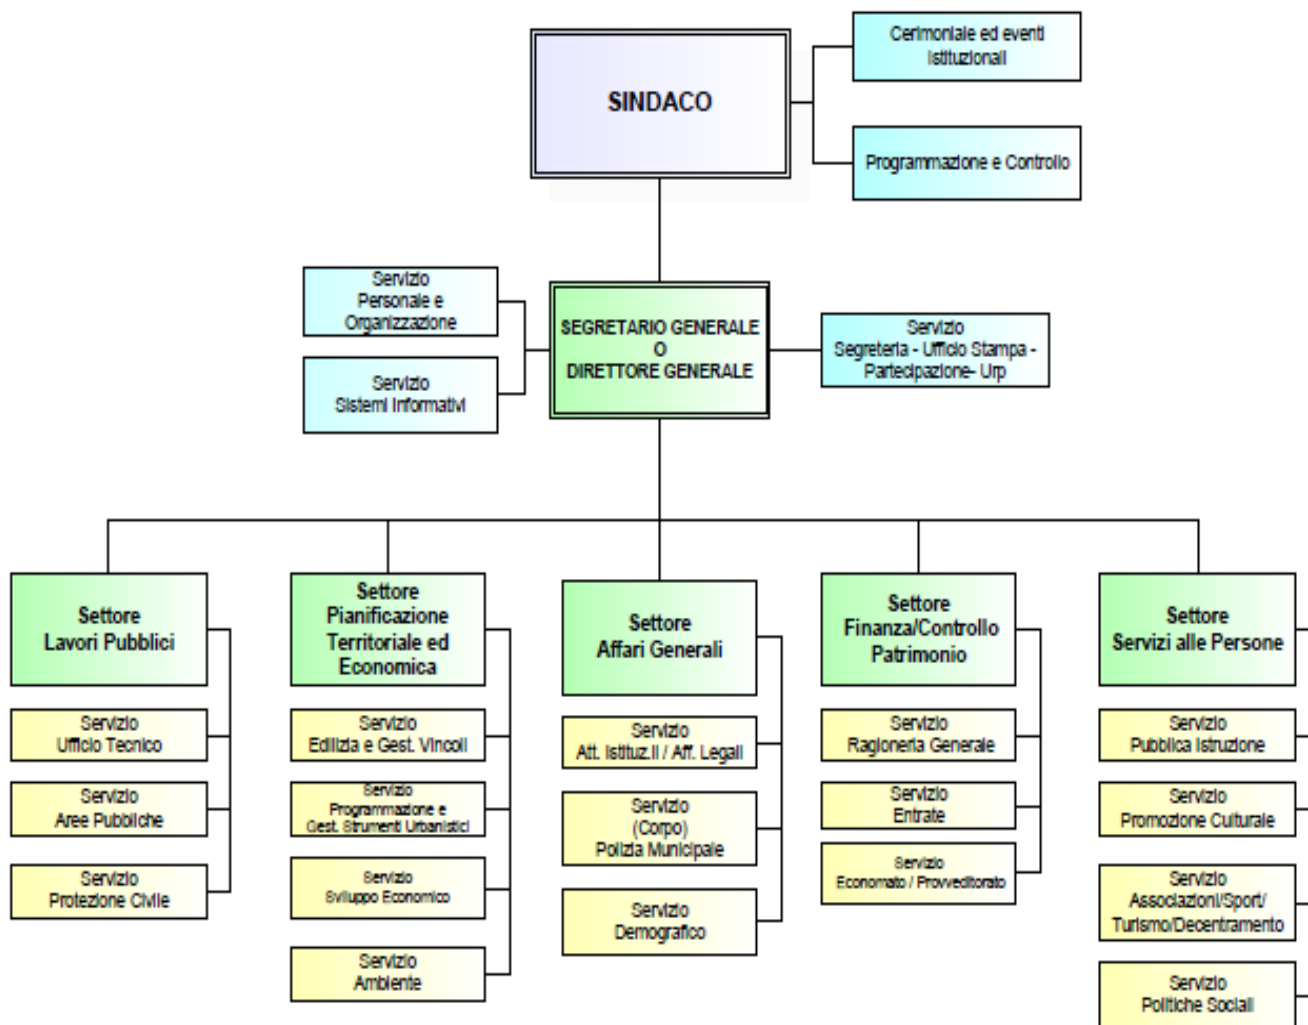 Cerimoniale ed eventi
Istituzionali
SINDACO
Programmazione e Controllo
Servizio
Personale e
Organizzazione
SEGRETARIO GENERALE
O
DIRETTORE GENERALE
Servizio
Segreteria - Ufficio Stampa -
Partecipazione- Urp
Servizio
Sistemi Informativi
Settore
Lavori Pubblici
Servizio
Ufficio Tecnico
Servizio
Aree Pubbliche
Servizio
Protezione Civile
Settore
Pianificazione
Territoriale ed
Economica
Servizio
Edilizia e Gest. Vincoli
Servizio
Programmazione e
Gest. Strumenti Urbanistici
Servizio
Sviluppo Economico
Servizio
Ambiente
Settore
Affari Generali
Servizio
Att. Istituz.li / Aff. Legali
Servizio
(Corpo)
Polizia Municipale
Servizio
Demografico
Settore
Finanza/Controllo
Patrimonio
Servizio
Ragioneria Generale
Servizio
Entrate
Servizio
Economato / Provveditorato
Settore
Servizi alle Persone
Servizio
Pubblica Istruzione
Servizio
Promozione Culturale
Servizio
Associazioni/Sport/
Turismo/Decentramento
Servizio
Politiche Sociali